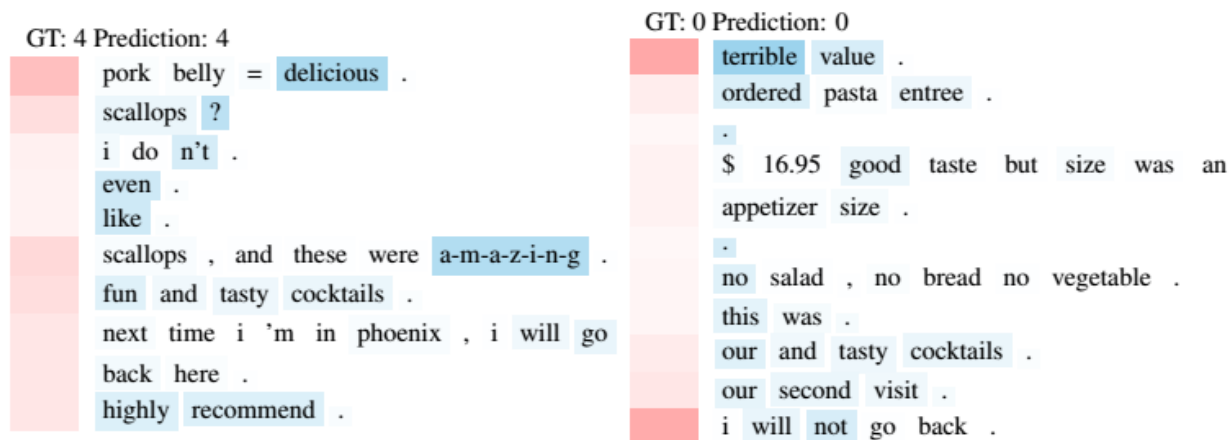 GT: 4 Prediction: 4
pork belly = delicious .
scallops ?
i do n't .
even .
like .
scallops , and these were a-m-a-z-i-n-g .
fun and tasty cocktails .
next time i 'm in phoenix , i will go
back here .
highly recommend .
GT: 0 Prediction: 0
terrible value .
ordered pasta entree .
.
$ 16.95 good taste but size was an
appetizer size .
.
no salad , no bread no vegetable .
this was .
our and tasty cocktails .
our second visit .
i will not go back .